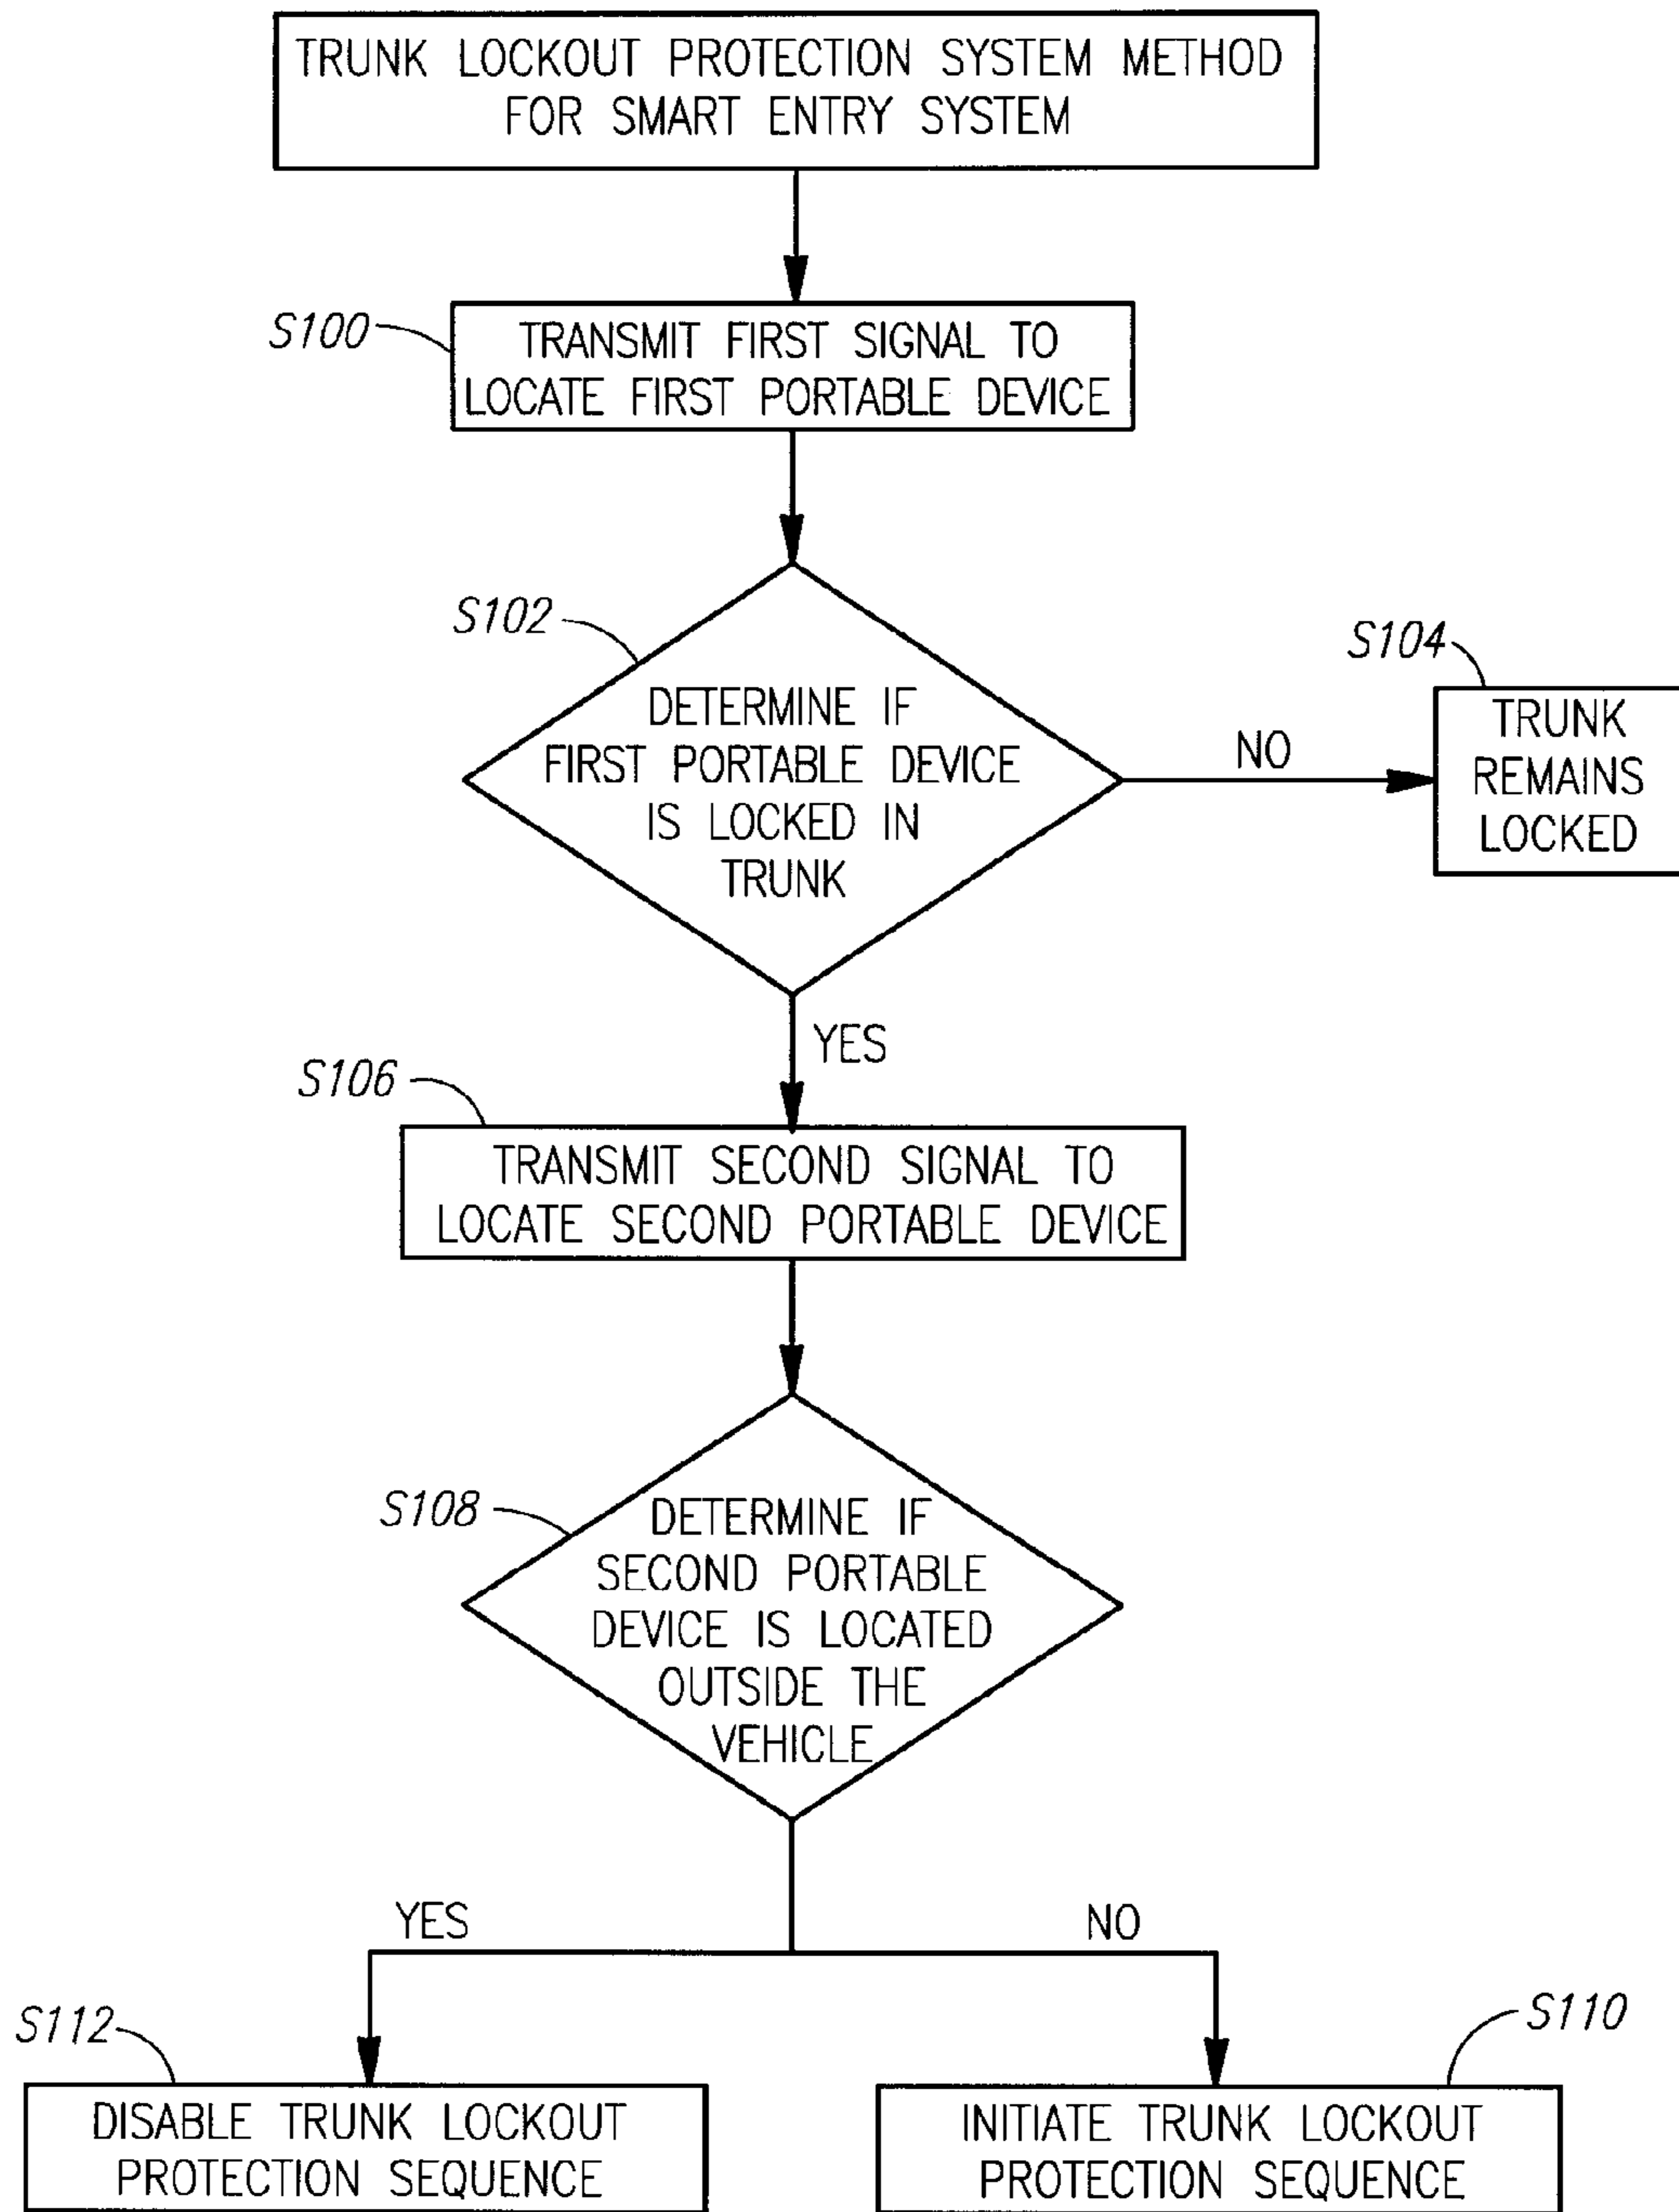 TRUNK LOCKOUT PROTECTION SYSTEM METHOD
FOR SMART ENTRY SYSTEM
S100
TRANSMIT FIRST SIGNAL TO
LOCATE FIRST PORTABLE DEVICE
S102
DETERMINE IF
FIRST PORTABLE DEVICE
IS LOCKED IN
TRUNK
NO
S104
TRUNK
REMAINS
LOCKED
YES
S106
TRANSMIT SECOND SIGNAL TO
LOCATE SECOND PORTABLE DEVICE
S108
DETERMINE IF
SECOND PORTABLE
DEVICE IS LOCATED
OUTSIDE THE
VEHICLE
YES
NO
S112
DISABLE TRUNK LOCKOUT
PROTECTION SEQUENCE
S110
INITIATE TRUNK LOCKOUT
PROTECTION SEQUENCE